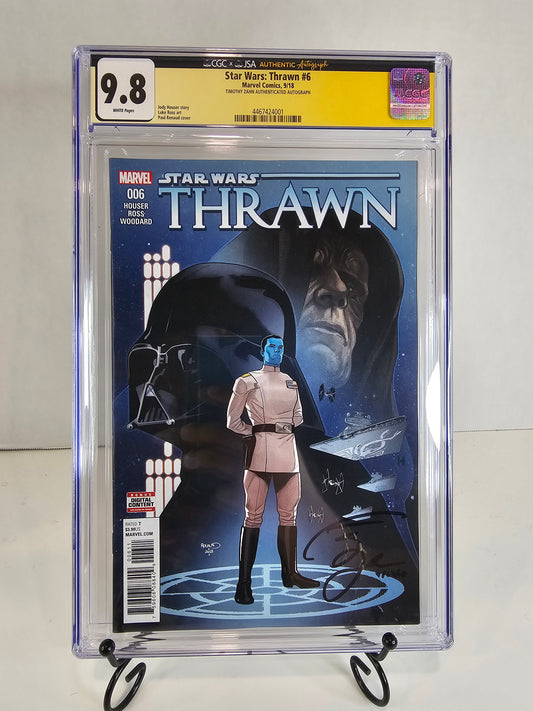 CGC x JSA AUTHENTIC Autograph
9.8
WHITE Pages
Star Wars: Thrawn #6
Marvel Comics, 9/18
TIMOTHY ZAHN AUTHENTICATED AUTOGRAPH
Jody Houser story
Luke Ross art
Paul Renaud cover
4467424001
CGC
MARVEL
006
HOUSER
ROSS
WOODARD
STAR WARS
THRAWN
DIGITAL
CONTENT
RATED T
$3.99US
MARVEL.COM